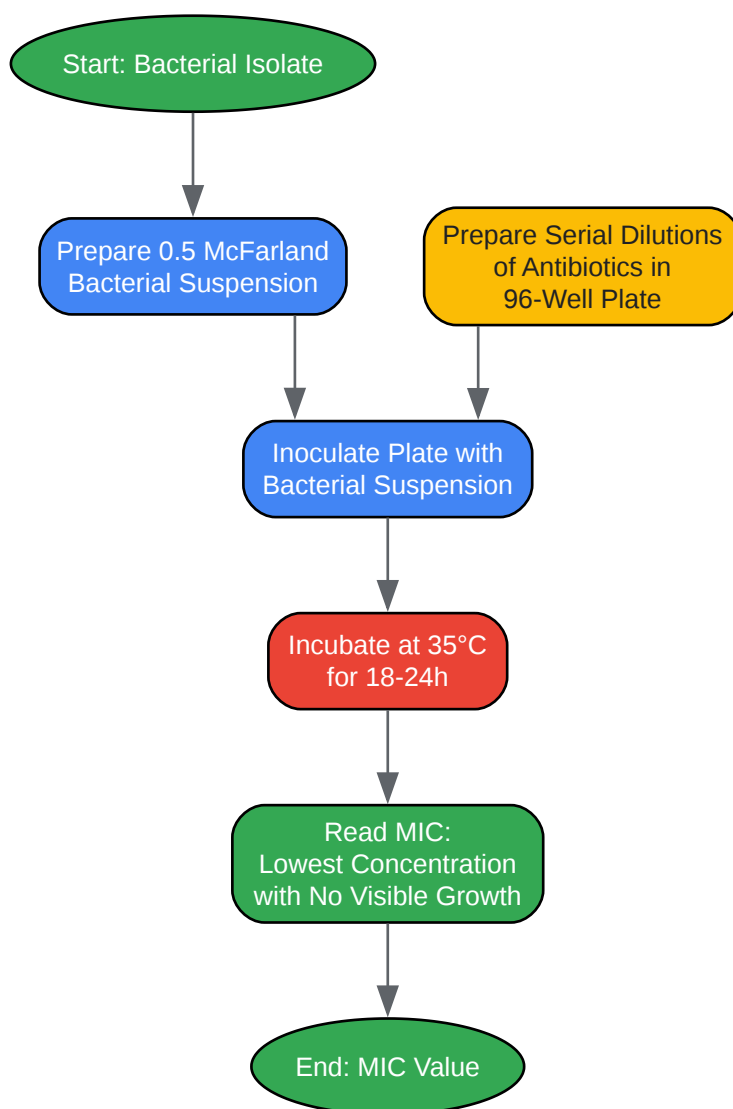 Start: Bacterial Isolate
Prepare 0.5 McFarland
Bacterial Suspension
Prepare Serial Dilutions
of Antibiotics in
96-Well Plate
Inoculate Plate with
Bacterial Suspension
Incubate at 35°C
for 18-24h
Read MIC:
Lowest Concentration
with No Visible Growth
End: MIC Value